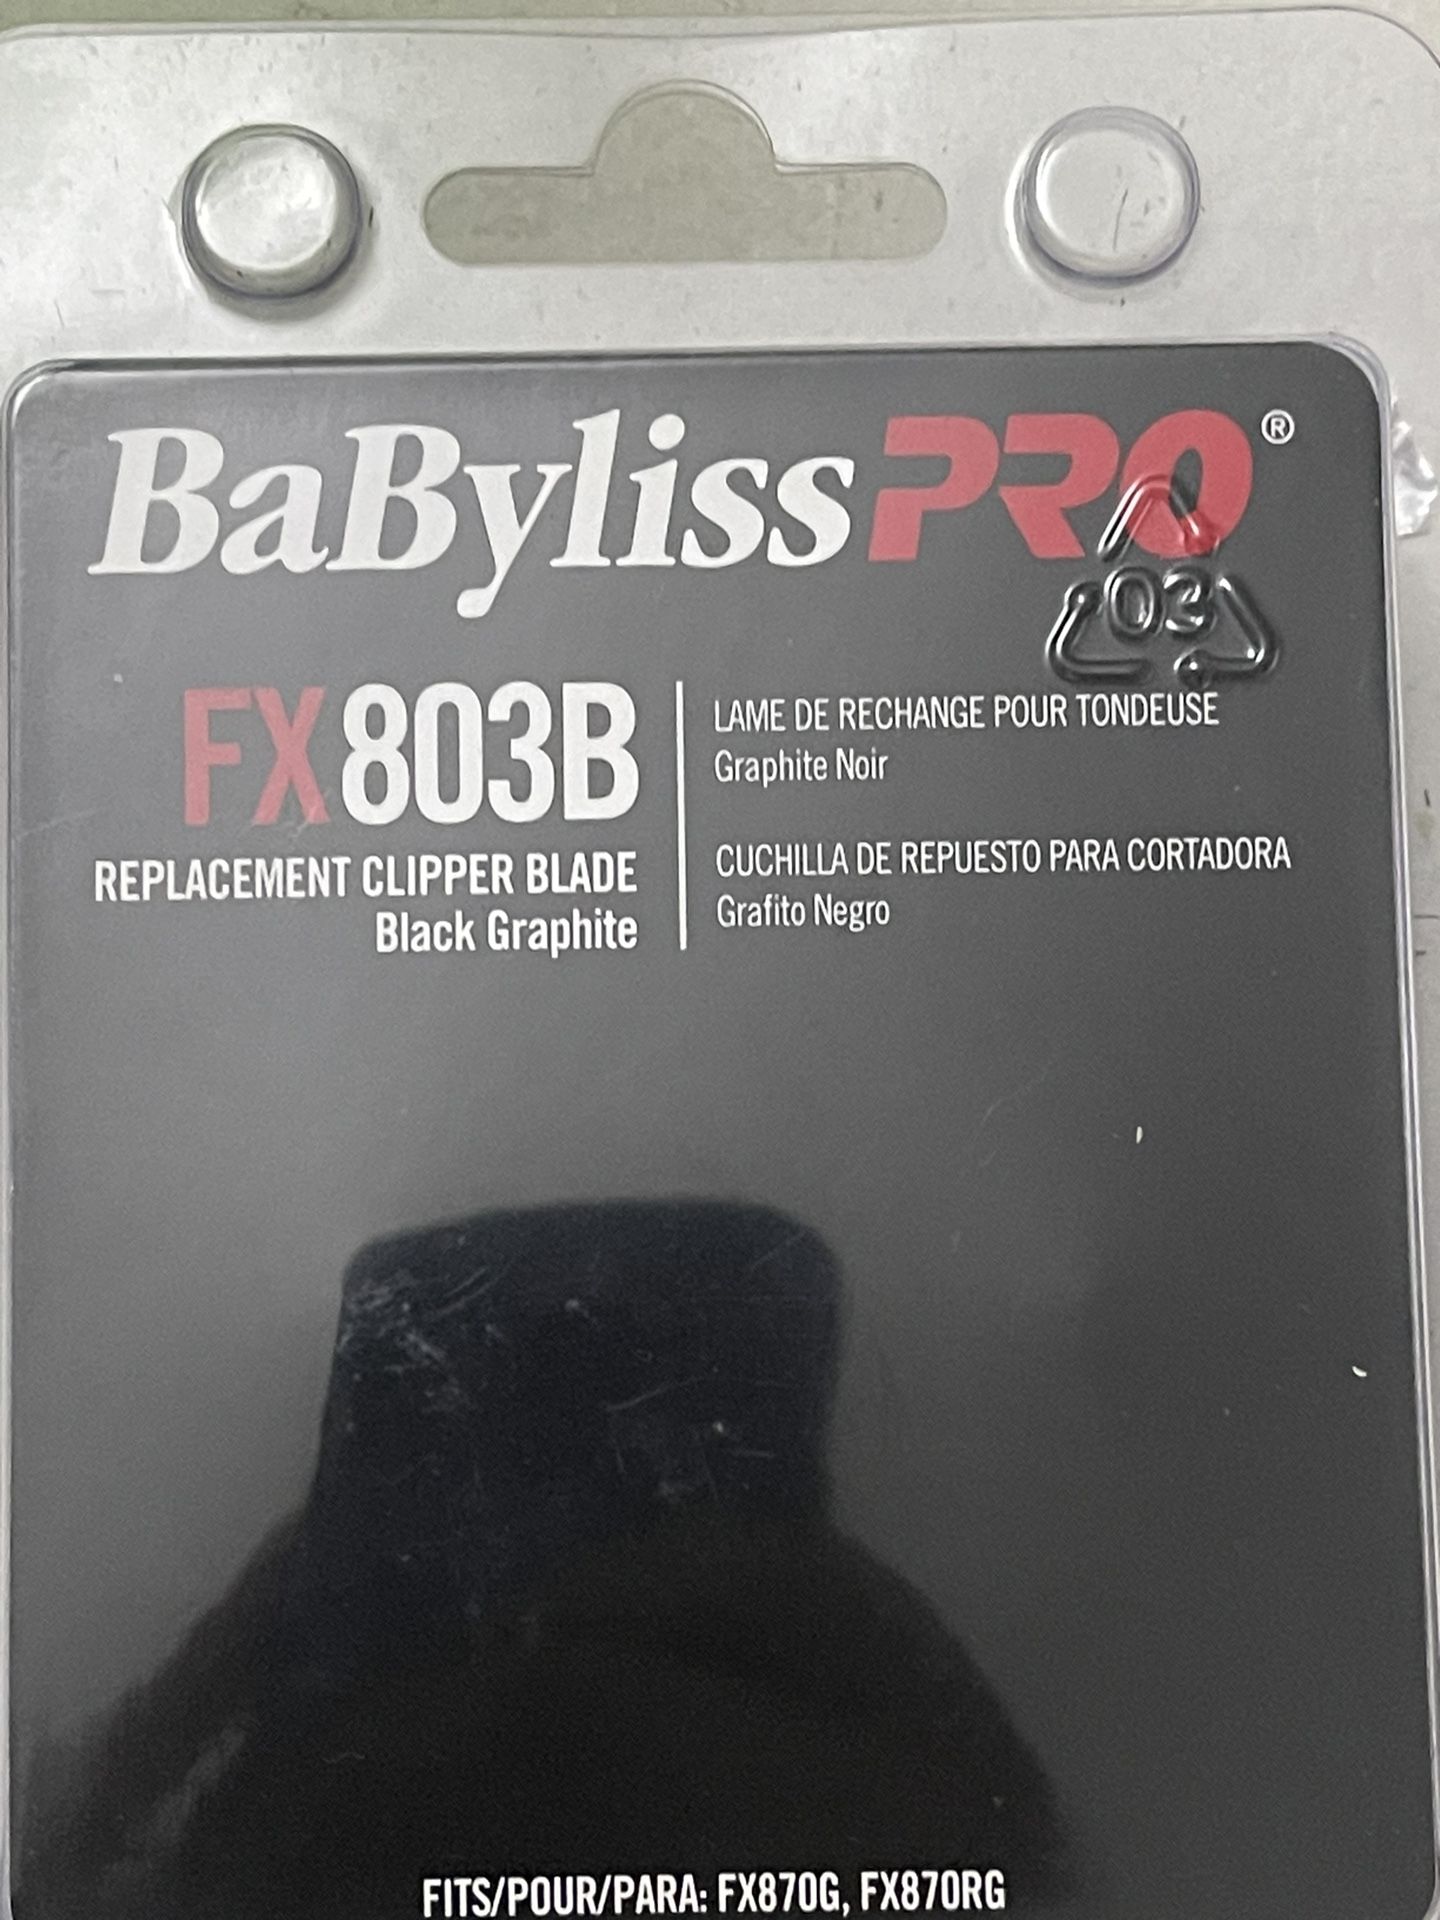 BaBylissPRO®
03
FX803B
REPLACEMENT CLIPPER BLADE
Black Graphite
LAME DE RECHANGE POUR TONDEUSE
Graphite Noir
CUCHILLA DE REPUESTO PARA CORTADORA
Grafito Negro
FITS/POUR/PARA: FX870G, FX870RG